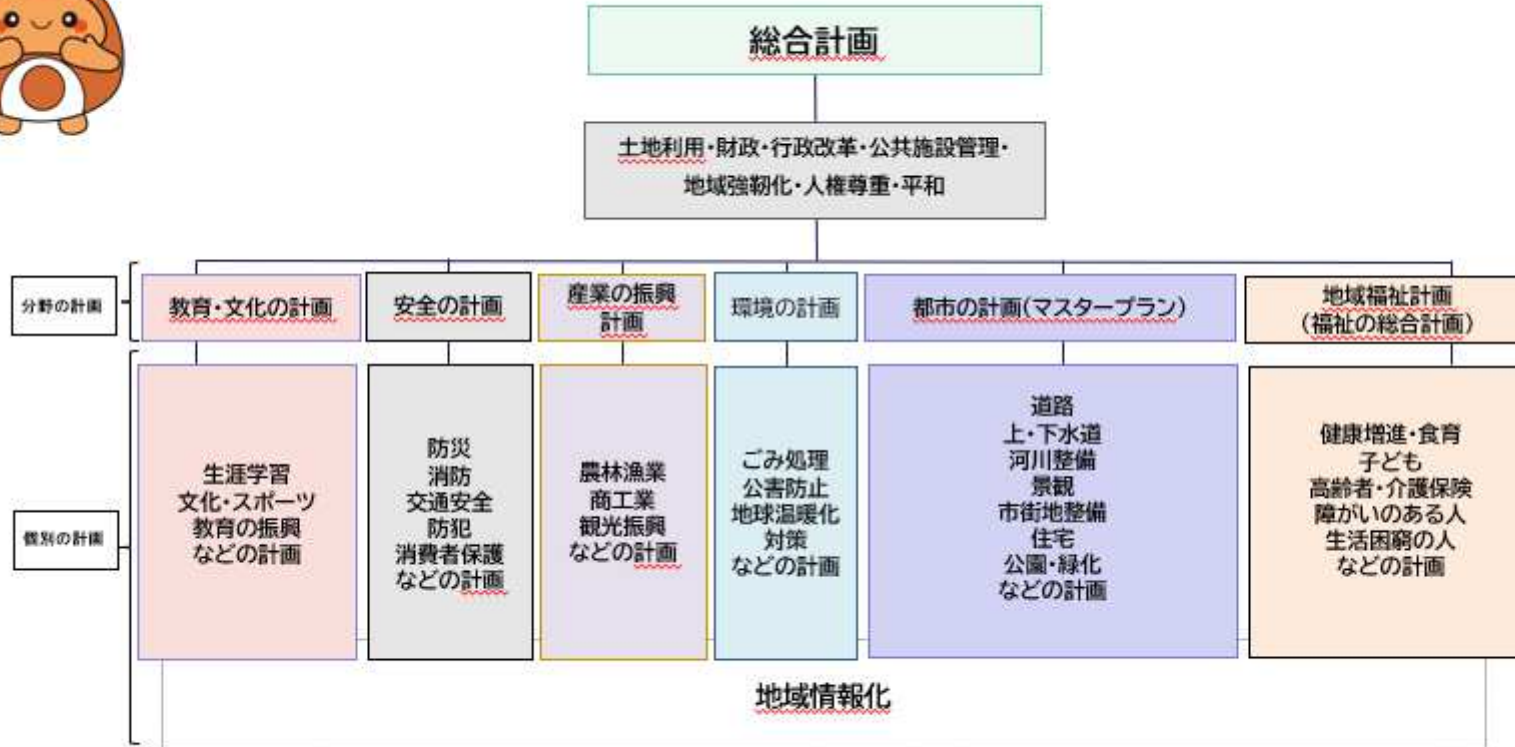 総合計画
土地利用・財政・行政改革・公共施設管理・
地域強靭化・人権尊重・平和
分野の計画
教育・文化の計画
安全の計画
産業の振興
計画
環境の計画
都市の計画(マスタープラン)
地域福祉計画
(福祉の総合計画)
個別の計画
生涯学習
文化・スポーツ
教育の振興
などの計画
防災
消防
交通安全
防犯
消費者保護
などの計画
農林漁業
商工業
観光振興
などの計画
ごみ処理
公害防止
地球温暖化
対策
などの計画
道路
上・下水道
河川整備
景観
市街地整備
住宅
公園・緑化
などの計画
健康増進・食育
子ども
高齢者・介護保険
障がいのある人
生活困窮の人
などの計画
地域情報化